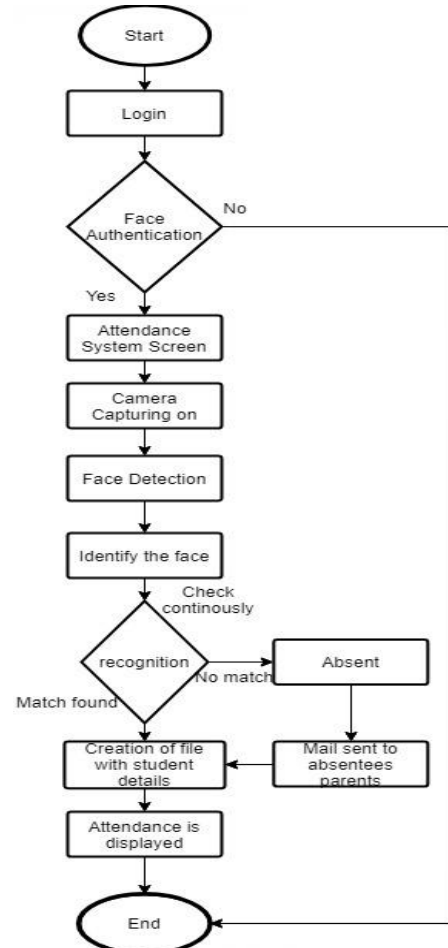 Start
Login
Face
Authentication
No
Yes
Attendance
System Screen
Camera
Capturing on
Face Detection
Identify the face
Check
continously
recognition
No match
Absent
Match found
Creation of file
with student
details
Mail sent to
absentees
parents
Attendance is
displayed
End